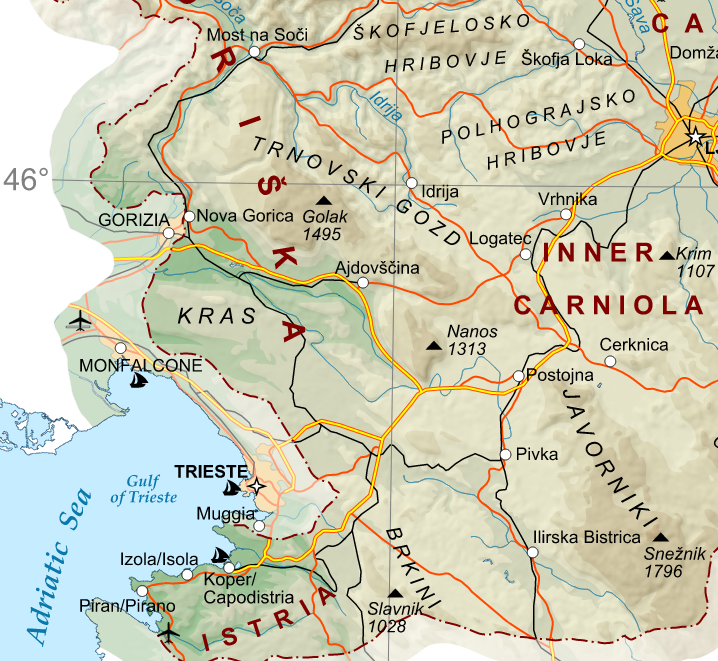 Soča
Sava
C A
Most na Soči
ŠKOFJELOSKO
HRIBOVJE
Škofja Loka
Domža
Idrija
POLHOGRAJSKO
HRIBOVJE
LJ
R
I
Š
K
A
TRNOVSKI GOZD
46°
Idrija
Golak
1495
Vrhnika
Nova Gorica
GORIZIA
Logatec
INNER
CARNIOLA
Krim
1107
Ajdovščina
KRAS
Nanos
1313
Cerknica
MONFALCONE
Postojna
JAVORNIKI
Pivka
TRIESTE
Gulf
of Trieste
Adriatic Sea
Muggia
BRKINI
Ilirska Bistrica
Snežnik
1796
Izola/Isola
Koper/
Capodistria
Piran/Pirano
Slavnik
1028
ISTRIA